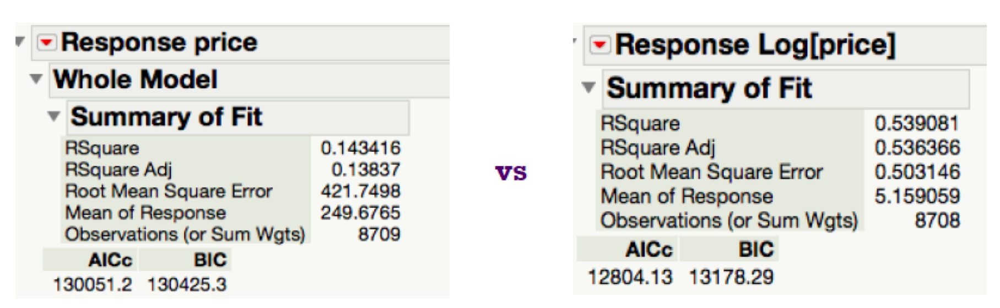 Response price
Whole Model
Summary of Fit
RSquare 0.143416
RSquare Adj 0.13837
Root Mean Square Error 421.7498
Mean of Response 249.6765
Observations (or Sum Wgts) 8709
AICc BIC
130051.2 130425.3
vs
Response Log[price]
Summary of Fit
RSquare 0.539081
RSquare Adj 0.536366
Root Mean Square Error 0.503146
Mean of Response 5.159059
Observations (or Sum Wgts) 8708
AICc BIC
12804.13 13178.29